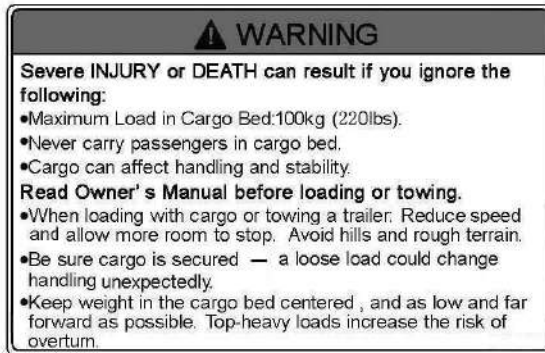 WARNING
Severe INJURY or DEATH can result if you ignore the
following:
•Maximum Load in Cargo Bed:100kg (220lbs).
•Never carry passengers in cargo bed.
•Cargo can affect handling and stability.
Read Owner's Manual before loading or towing.
•When loading with cargo or towing a trailer. Reduce speed
and allow more room to stop. Avoid hills and rough terrain.
•Be sure cargo is secured — a loose load could change
handling unexpectedly.
•Keep weight in the cargo bed centered , and as low and far
forward as possible. Top-heavy loads increase the risk of
overturn.